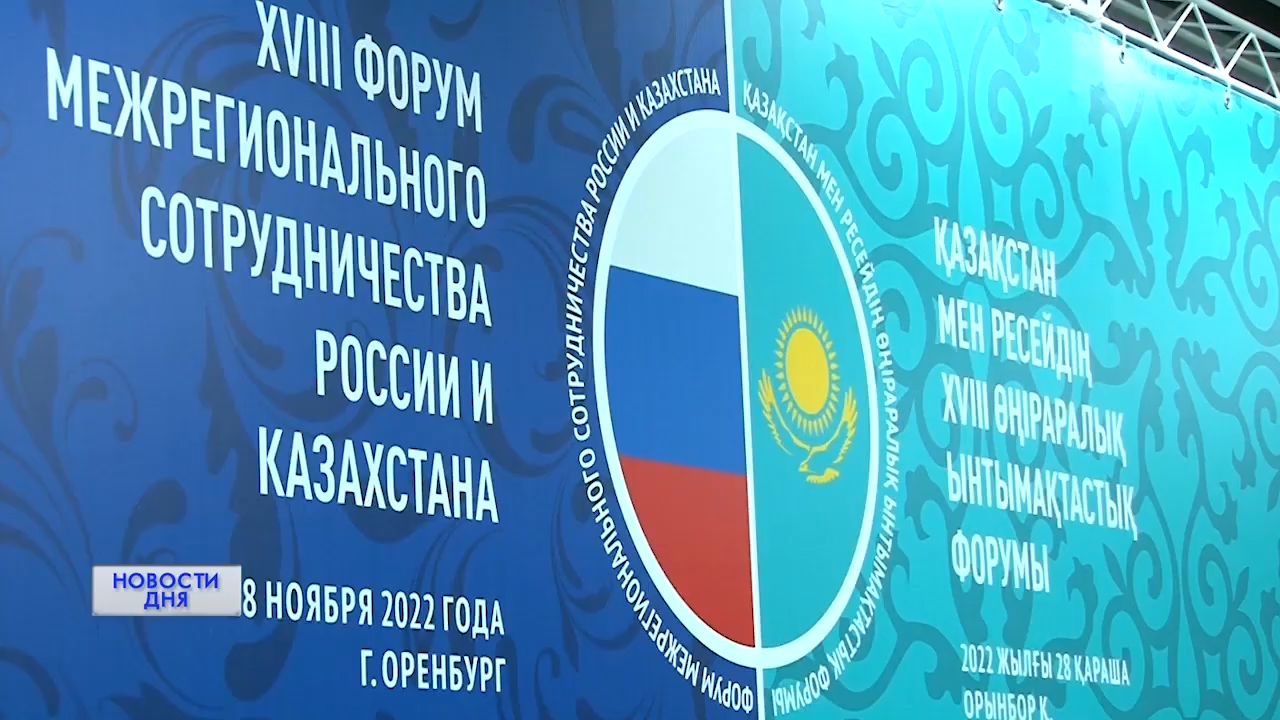 XVIII ФОРУМ
МЕЖРЕГИОНАЛЬНОГО
СОТРУДНИЧЕСТВА
РОССИИ И
КАЗАХСТАНА
8 НОЯБРЯ 2022 ГОДА
Г. ОРЕНБУРГ
НОВОСТИ
ДНЯ
ФОРУМ МЕЖРЕГИОНАЛЬНОГО СОТРУДНИЧЕСТВА РОССИИ И КАЗАХСТАНА
ҚАЗАҚСТАН МЕН РЕСЕЙДІҢ ӨҢІРАРАЛЫҚ ЫНТЫМАҚТАСТЫҚ ФОРУМЫ
ҚАЗАҚСТАН
МЕН РЕСЕЙДІҢ
XVIII ӨҢІРАРАЛЫҚ
ЫНТЫМАҚТАСТЫҚ
ФОРУМЫ
2022 ЖЫЛҒЫ 28 ҚАРАША
ОРЫНБОР Қ.